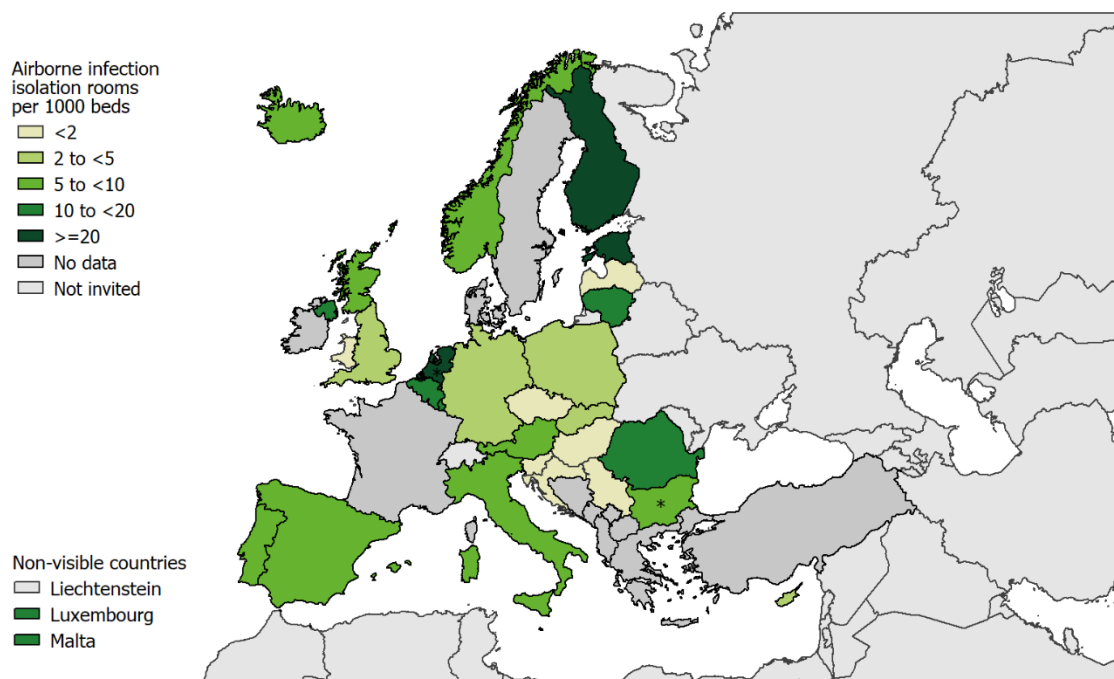 Airborne infection
isolation rooms
per 1000 beds
<2
2 to <5
5 to <10
10 to <20
>=20
No data
Not invited
*
*
Non-visible countries
Liechtenstein
Luxembourg
Malta